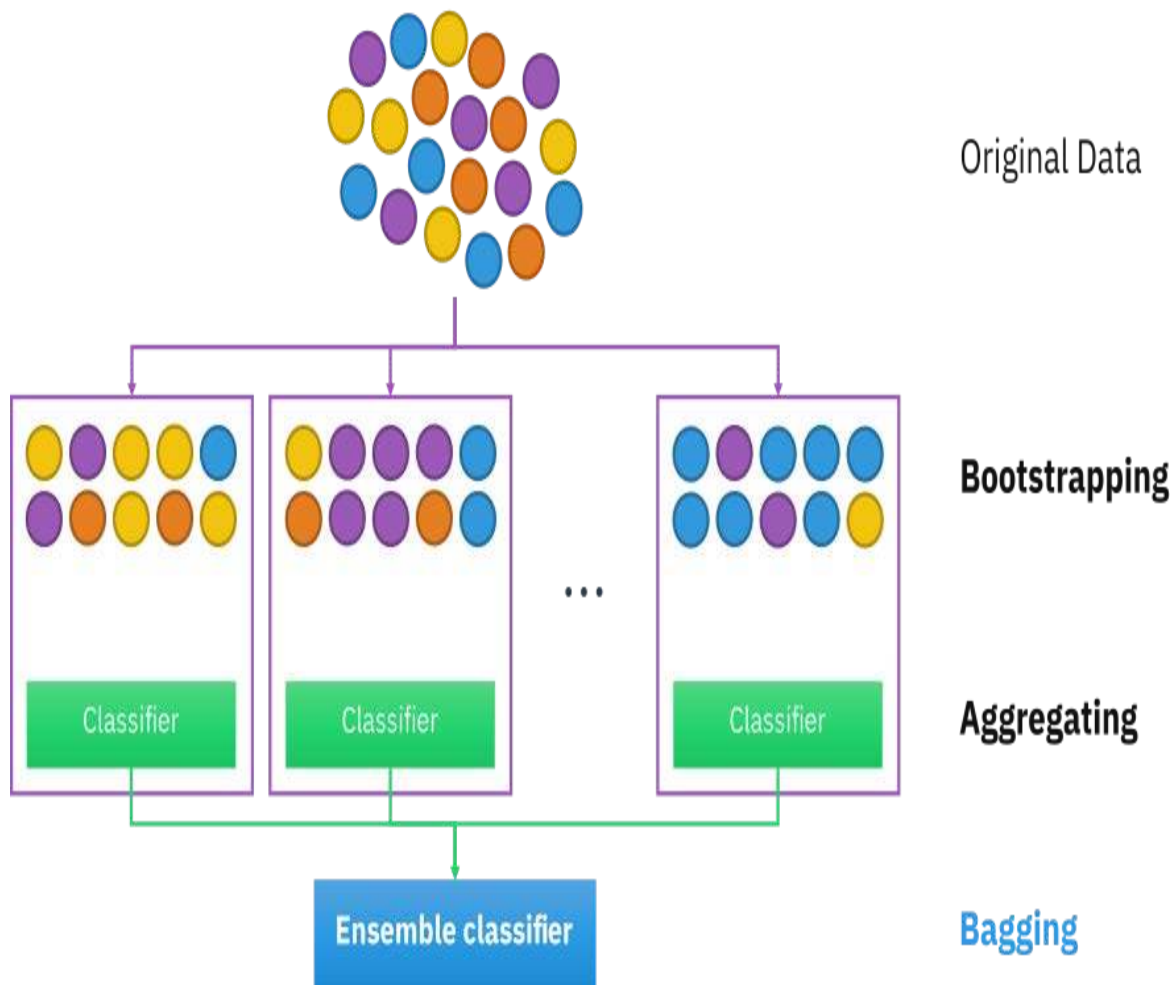 Original Data
Bootstrapping
...
Classifier
Classifier
Classifier
Aggregating
Ensemble classifier
Bagging